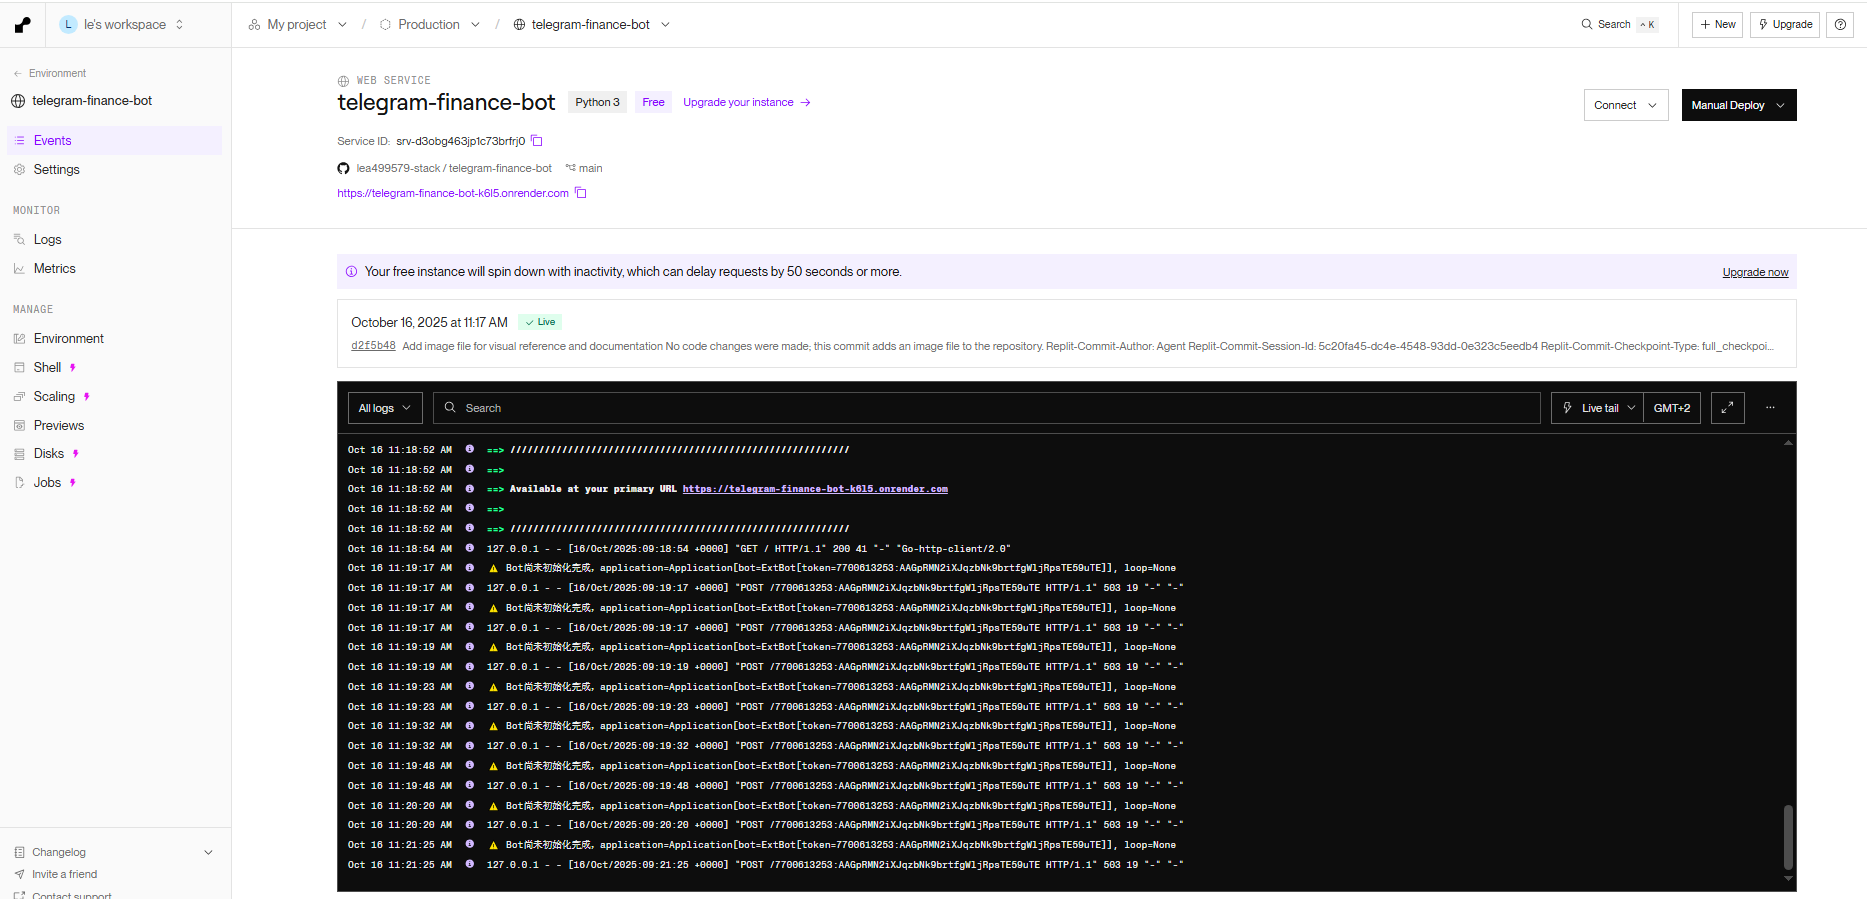 L le's workspace
My project / Production / telegram-finance-bot
Search ^ K
+ New
Upgrade
← Environment
telegram-finance-bot
Events
Settings
MONITOR
Logs
Metrics
MANAGE
Environment
Shell
Scaling
Previews
Disks
Jobs
Changelog
Invite a friend
Contact support
WEB SERVICE
telegram-finance-bot Python 3 Free Upgrade your instance →
Connect
Manual Deploy
Service ID: srv-d3obg463jp1c73brfrj0
lea499579-stack / telegram-finance-bot main
https://telegram-finance-bot-k6l5.onrender.com
Your free instance will spin down with inactivity, which can delay requests by 50 seconds or more. Upgrade now
October 16, 2025 at 11:17 AM ✓ Live
d2f5b48 Add image file for visual reference and documentation No code changes were made; this commit adds an image file to the repository. Replit-Commit-Author: Agent Replit-Commit-Session-Id: 5c20fa45-dc4e-4548-93dd-0e323c5eedb4 Replit-Commit-Checkpoint-Type: full_checkpoi...
All logs Search Live tail GMT+2 ...
Oct 16 11:18:52 AM ==> ///////////////////////////////////////////////////////////
Oct 16 11:18:52 AM ==>
Oct 16 11:18:52 AM ==> Available at your primary URL https://telegram-finance-bot-k6l5.onrender.com
Oct 16 11:18:52 AM ==>
Oct 16 11:18:52 AM ==> ///////////////////////////////////////////////////////////
Oct 16 11:18:54 AM 127.0.0.1 - - [16/Oct/2025:09:18:54 +0000] "GET / HTTP/1.1" 200 41 "-" "Go-http-client/2.0"
Oct 16 11:19:17 AM ⚠ Bot尚未初始化完成，application=Application[bot=ExtBot[token=7700613253:AAGpRMN2iXJqzbNk9brtfgWljRpsTE59uTE]], loop=None
Oct 16 11:19:17 AM 127.0.0.1 - - [16/Oct/2025:09:19:17 +0000] "POST /7700613253:AAGpRMN2iXJqzbNk9brtfgWljRpsTE59uTE HTTP/1.1" 503 19 "-" "-"
Oct 16 11:19:17 AM ⚠ Bot尚未初始化完成，application=Application[bot=ExtBot[token=7700613253:AAGpRMN2iXJqzbNk9brtfgWljRpsTE59uTE]], loop=None
Oct 16 11:19:17 AM 127.0.0.1 - - [16/Oct/2025:09:19:17 +0000] "POST /7700613253:AAGpRMN2iXJqzbNk9brtfgWljRpsTE59uTE HTTP/1.1" 503 19 "-" "-"
Oct 16 11:19:19 AM ⚠ Bot尚未初始化完成，application=Application[bot=ExtBot[token=7700613253:AAGpRMN2iXJqzbNk9brtfgWljRpsTE59uTE]], loop=None
Oct 16 11:19:19 AM 127.0.0.1 - - [16/Oct/2025:09:19:19 +0000] "POST /7700613253:AAGpRMN2iXJqzbNk9brtfgWljRpsTE59uTE HTTP/1.1" 503 19 "-" "-"
Oct 16 11:19:23 AM ⚠ Bot尚未初始化完成，application=Application[bot=ExtBot[token=7700613253:AAGpRMN2iXJqzbNk9brtfgWljRpsTE59uTE]], loop=None
Oct 16 11:19:23 AM 127.0.0.1 - - [16/Oct/2025:09:19:23 +0000] "POST /7700613253:AAGpRMN2iXJqzbNk9brtfgWljRpsTE59uTE HTTP/1.1" 503 19 "-" "-"
Oct 16 11:19:32 AM ⚠ Bot尚未初始化完成，application=Application[bot=ExtBot[token=7700613253:AAGpRMN2iXJqzbNk9brtfgWljRpsTE59uTE]], loop=None
Oct 16 11:19:32 AM 127.0.0.1 - - [16/Oct/2025:09:19:32 +0000] "POST /7700613253:AAGpRMN2iXJqzbNk9brtfgWljRpsTE59uTE HTTP/1.1" 503 19 "-" "-"
Oct 16 11:19:48 AM ⚠ Bot尚未初始化完成，application=Application[bot=ExtBot[token=7700613253:AAGpRMN2iXJqzbNk9brtfgWljRpsTE59uTE]], loop=None
Oct 16 11:19:48 AM 127.0.0.1 - - [16/Oct/2025:09:19:48 +0000] "POST /7700613253:AAGpRMN2iXJqzbNk9brtfgWljRpsTE59uTE HTTP/1.1" 503 19 "-" "-"
Oct 16 11:20:20 AM ⚠ Bot尚未初始化完成，application=Application[bot=ExtBot[token=7700613253:AAGpRMN2iXJqzbNk9brtfgWljRpsTE59uTE]], loop=None
Oct 16 11:20:20 AM 127.0.0.1 - - [16/Oct/2025:09:20:20 +0000] "POST /7700613253:AAGpRMN2iXJqzbNk9brtfgWljRpsTE59uTE HTTP/1.1" 503 19 "-" "-"
Oct 16 11:21:25 AM ⚠ Bot尚未初始化完成，application=Application[bot=ExtBot[token=7700613253:AAGpRMN2iXJqzbNk9brtfgWljRpsTE59uTE]], loop=None
Oct 16 11:21:25 AM 127.0.0.1 - - [16/Oct/2025:09:21:25 +0000] "POST /7700613253:AAGpRMN2iXJqzbNk9brtfgWljRpsTE59uTE HTTP/1.1" 503 19 "-" "-"